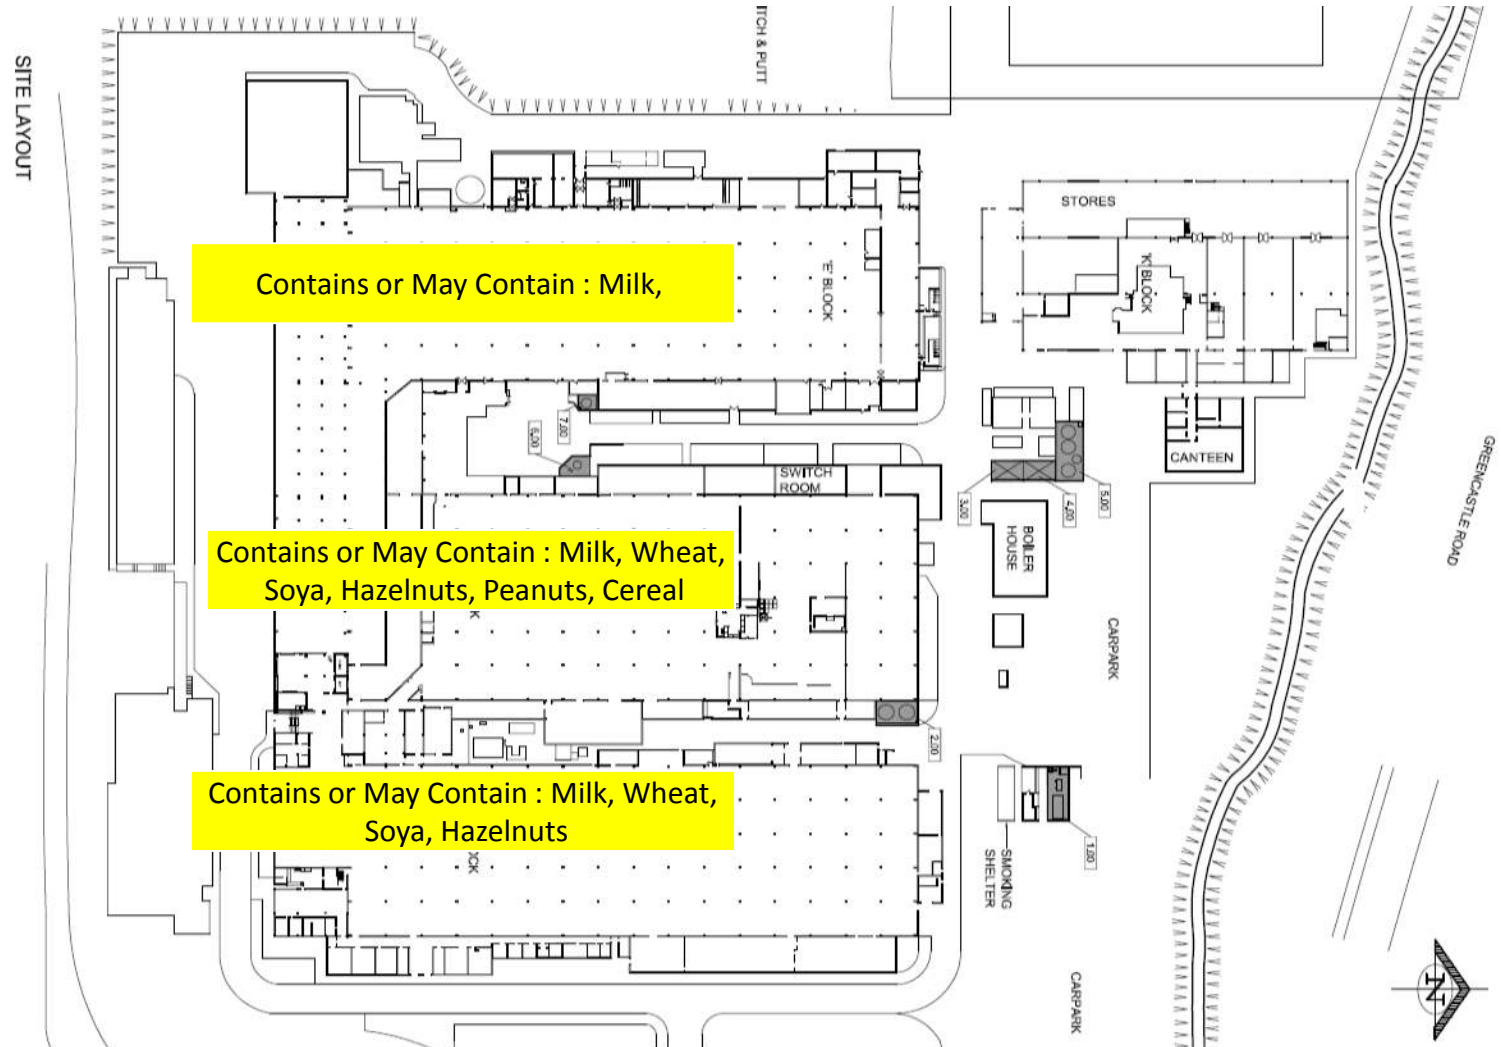 SITE LAYOUT
ITCH & PUTT
STORES
'K' BLOCK
Contains or May Contain : Milk,
'E' BLOCK
7.00
6.00
SWITCH
ROOM
CANTEEN
3.00
4.00
5.00
GREENCASTLE ROAD
BOILER
HOUSE
Contains or May Contain : Milk, Wheat,
Soya, Hazelnuts, Peanuts, Cereal
K
CARPARK
2.00
Contains or May Contain : Milk, Wheat,
Soya, Hazelnuts
OCK
1.00
SMOKING
SHELTER
CARPARK
N